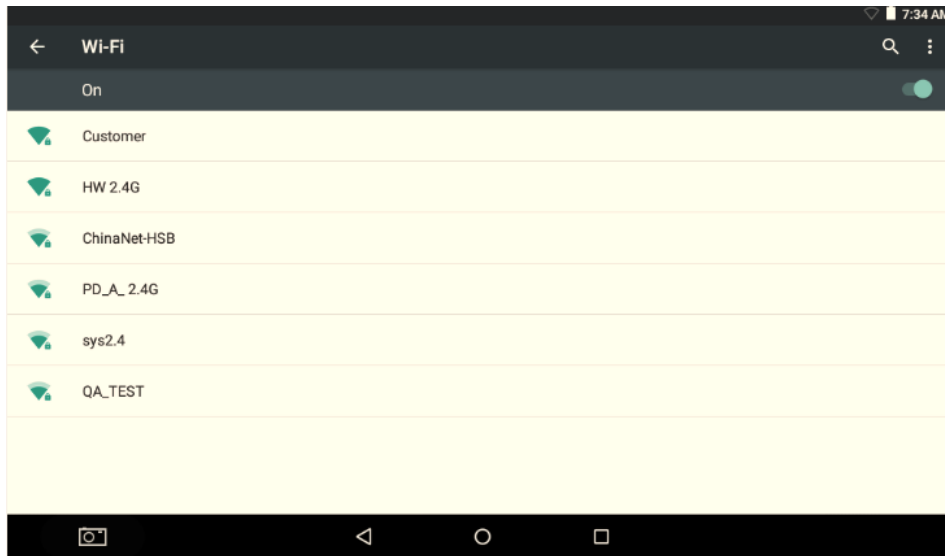 7:34 AM
Wi-Fi
On
Customer
HW 2.4G
ChinaNet-HSB
PD_A_ 2.4G
sys2.4
QA_TEST